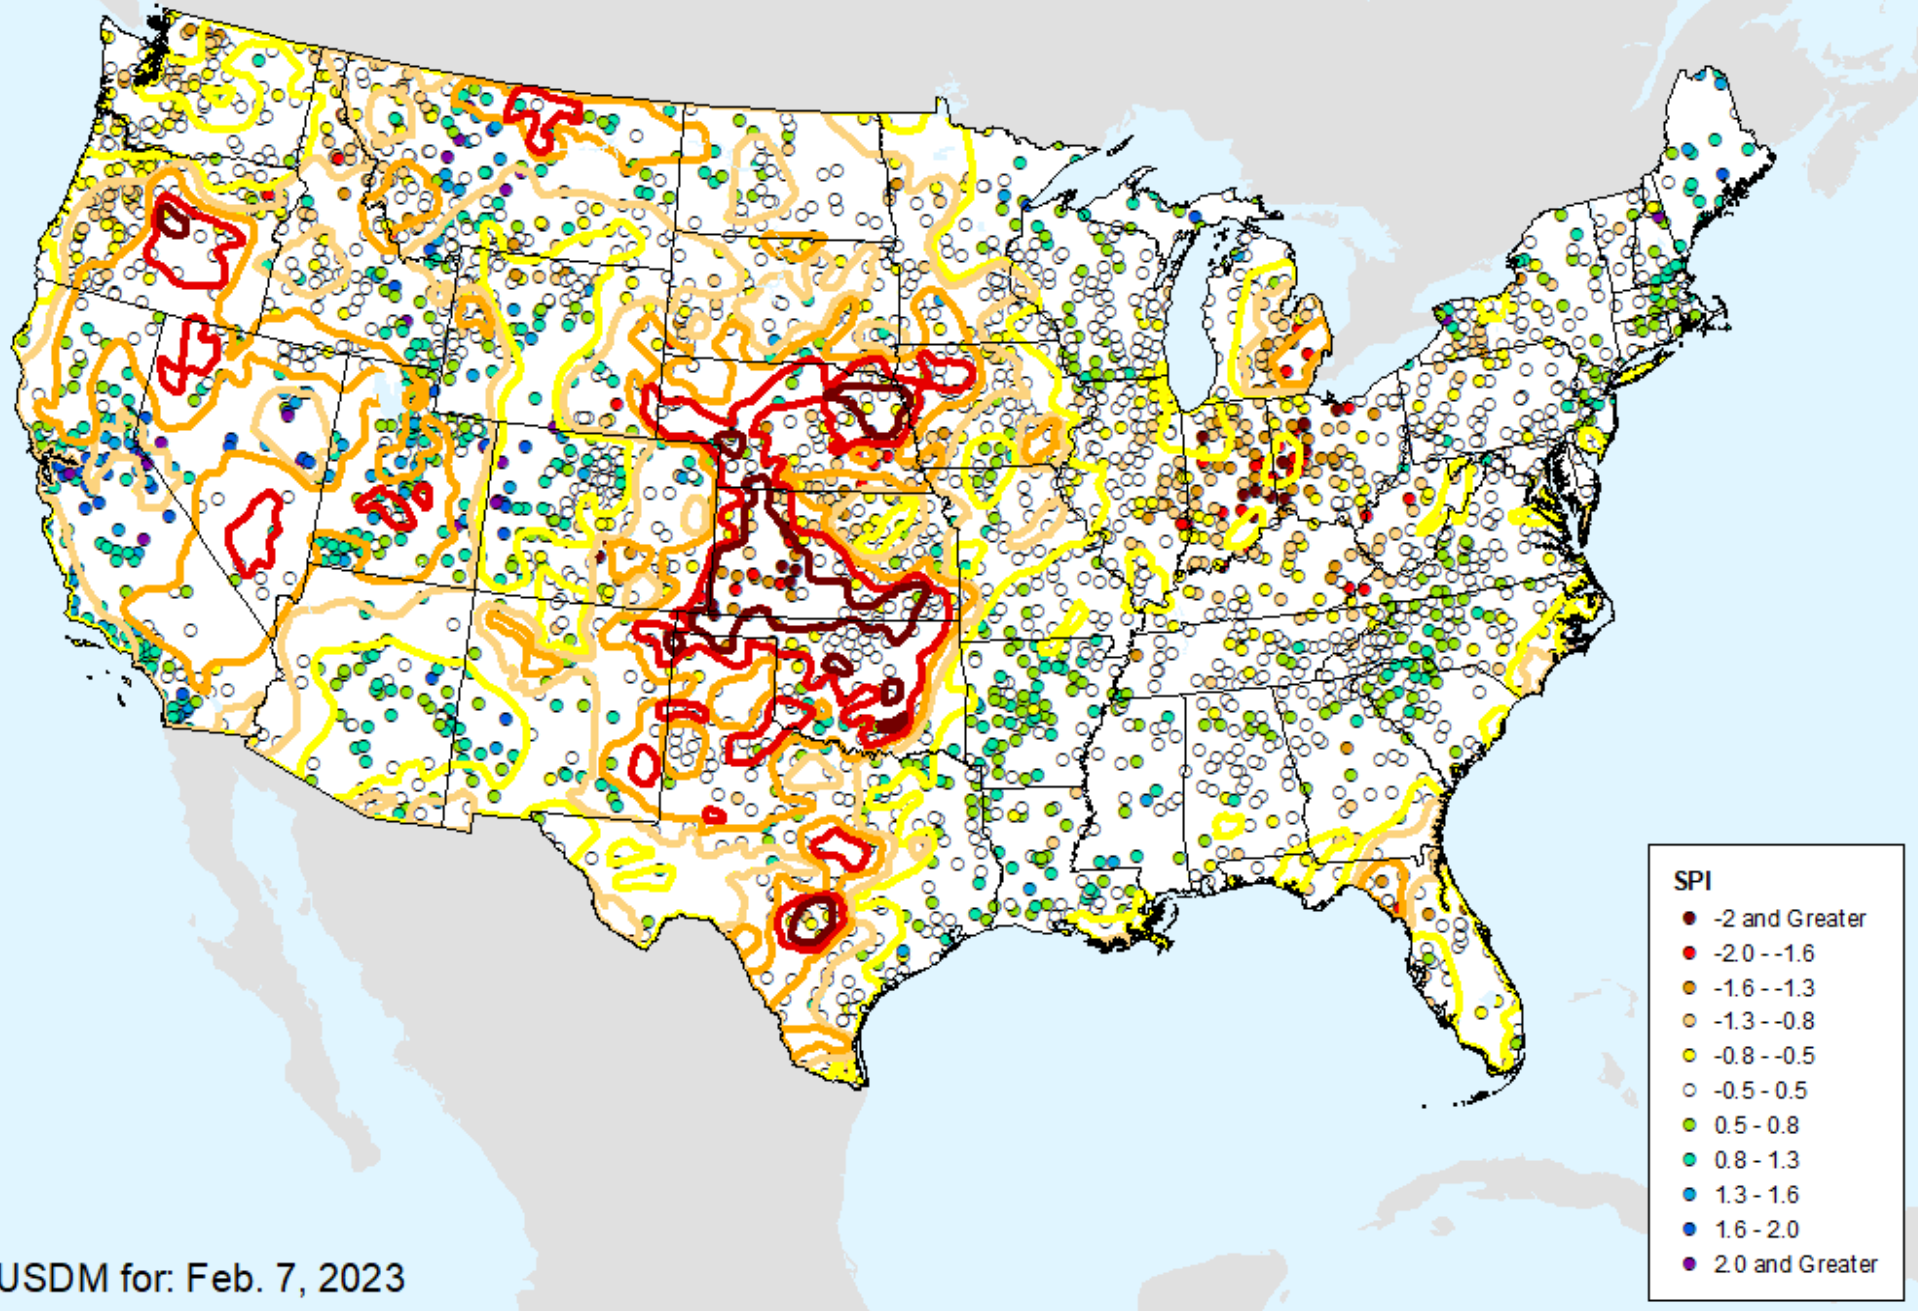 SPI
-2 and Greater
-2.0 - -1.6
-1.6 - -1.3
-1.3 - -0.8
-0.8 - -0.5
-0.5 - 0.5
0.5 - 0.8
0.8 - 1.3
1.3 - 1.6
1.6 - 2.0
2.0 and Greater
USDM for: Feb. 7, 2023